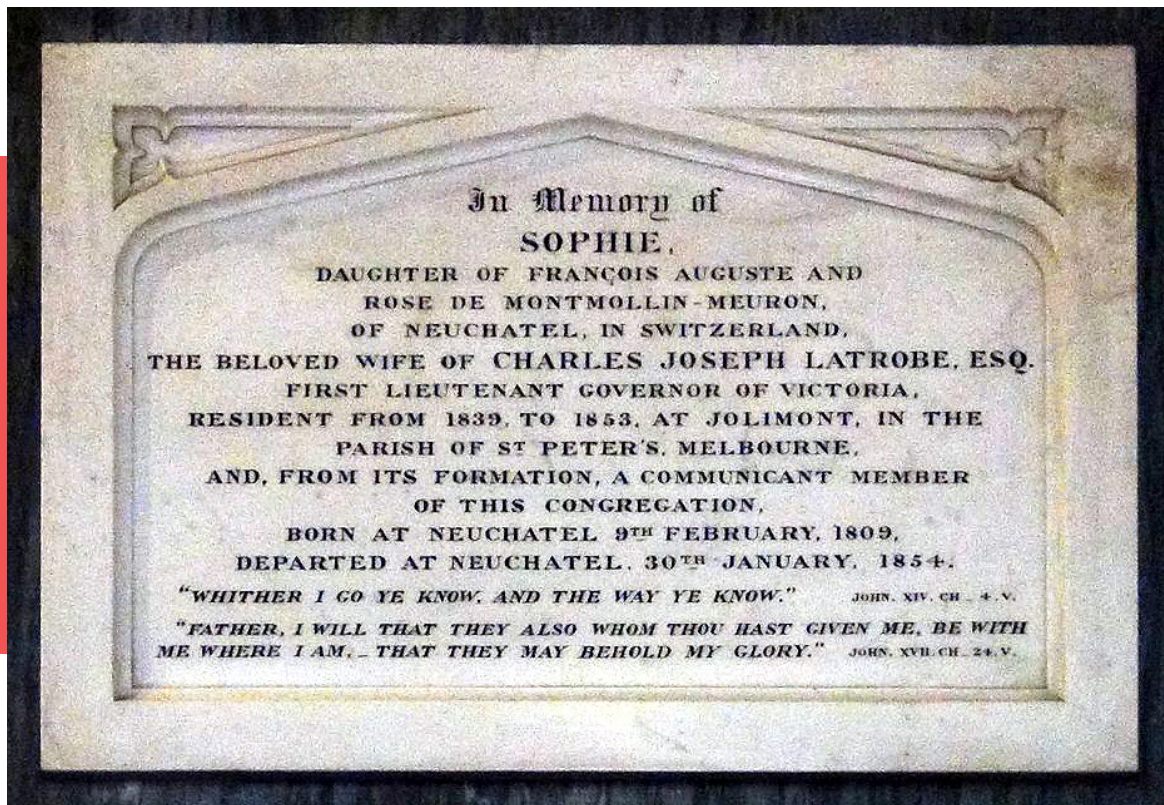 In Memory of
SOPHIE,
DAUGHTER OF FRANÇOIS AUGUSTE AND
ROSE DE MONTMOLLIN-MEURON,
OF NEUCHATEL, IN SWITZERLAND,
THE BELOVED WIFE OF CHARLES JOSEPH LATROBE, ESQ.
FIRST LIEUTENANT GOVERNOR OF VICTORIA,
RESIDENT FROM 1839, TO 1853, AT JOLIMONT, IN THE
PARISH OF ST PETER'S, MELBOURNE,
AND, FROM ITS FORMATION, A COMMUNICANT MEMBER
OF THIS CONGREGATION,
BORN AT NEUCHATEL 9TH FEBRUARY, 1809,
DEPARTED AT NEUCHATEL, 30TH JANUARY, 1854.
"WHITHER I GO YE KNOW, AND THE WAY YE KNOW." JOHN. XIV. CH _ 4. V.
"FATHER, I WILL THAT THEY ALSO WHOM THOU HAST GIVEN ME, BE WITH
ME WHERE I AM, _ THAT THEY MAY BEHOLD MY GLORY." JOHN. XVII. CH _ 24. V.